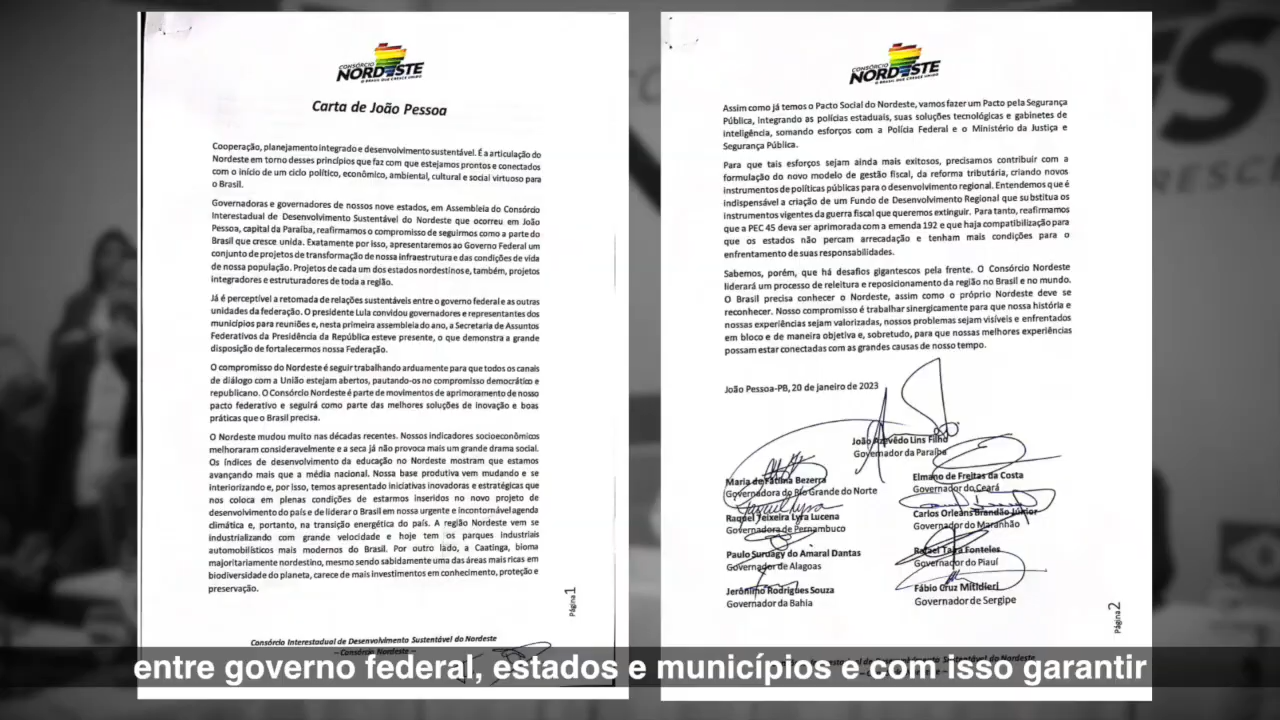 CONSÓRCIO
NORDESTE
O BRASIL QUE CRESCE UNIDO
Carta de João Pessoa
Cooperação, planejamento integrado e desenvolvimento sustentável. É a articulação do
Nordeste em torno desses princípios que faz com que estejamos prontos e conectados
com o início de um ciclo político, econômico, ambiental, cultural e social virtuoso para
o Brasil.
Governadoras e governadores de nossos nove estados, em Assembleia do Consórcio
Interestadual de Desenvolvimento Sustentável do Nordeste que ocorreu em João
Pessoa, capital da Paraíba, reafirmamos o compromisso de seguirmos como a parte do
Brasil que cresce unida. Exatamente por isso, apresentaremos ao Governo Federal um
conjunto de projetos de transformação de nossa infraestrutura e das condições de vida
de nossa população. Projetos de cada um dos estados nordestinos e, também, projetos
integradores e estruturadores de toda a região.
Já é perceptível a retomada de relações sustentáveis entre o governo federal e as outras
unidades da federação. O presidente Lula convidou governadores e representantes dos
municípios para reuniões e, nesta primeira assembleia do ano, a Secretaria de Assuntos
Federativos da Presidência da República esteve presente, o que demonstra a grande
disposição de fortalecermos nossa Federação.
O compromisso do Nordeste é seguir trabalhando arduamente para que todos os canais
de diálogo com a União estejam abertos, pautando-os no compromisso democrático e
republicano. O Consórcio Nordeste é parte de movimentos de aprimoramento de nosso
pacto federativo e seguirá como parte das melhores soluções de inovação e boas
práticas que o Brasil precisa.
O Nordeste mudou muito nas décadas recentes. Nossos indicadores socioeconômicos
melhoraram consideravelmente e a seca já não provoca mais um grande drama social.
Os índices de desenvolvimento da educação no Nordeste mostram que estamos
avançando mais que a média nacional. Nossa base produtiva vem mudando e se
interiorizando e, por isso, temos apresentado iniciativas inovadoras e estratégicas que
nos coloca em plenas condições de estarmos inseridos no novo projeto de
desenvolvimento do país e de liderar o Brasil em nossa urgente e incontornável agenda
climática e, portanto, na transição energética do país. A região Nordeste vem se
industrializando com grande velocidade e hoje tem os parques industriais
automobilísticos mais modernos do Brasil. Por outro lado, a Caatinga, bioma
majoritariamente nordestino, mesmo sendo sabidamente uma das áreas mais ricas em
biodiversidade do planeta, carece de mais investimentos em conhecimento, proteção e
preservação.
Página 1
Consórcio Interestadual de Desenvolvimento Sustentável do Nordeste
– Consórcio Nordeste –
CONSÓRCIO
NORDESTE
O BRASIL QUE CRESCE UNIDO
Assim como já temos o Pacto Social do Nordeste, vamos fazer um Pacto pela Segurança
Pública, integrando as polícias estaduais, suas soluções tecnológicas e gabinetes de
inteligência, somando esforços com a Polícia Federal e o Ministério da Justiça e
Segurança Pública.
Para que tais esforços sejam ainda mais exitosos, precisamos contribuir com a
formulação do novo modelo de gestão fiscal, da reforma tributária, criando novos
instrumentos de políticas públicas para o desenvolvimento regional. Entendemos que é
indispensável a criação de um Fundo de Desenvolvimento Regional que substitua os
instrumentos vigentes da guerra fiscal que queremos extinguir. Para tanto, reafirmamos
que a PEC 45 deva ser aprimorada com a emenda 192 e que haja compatibilização para
que os estados não percam arrecadação e tenham mais condições para o
enfrentamento de suas responsabilidades.
Sabemos, porém, que há desafios gigantescos pela frente. O Consórcio Nordeste
liderará um processo de releitura e reposicionamento da região no Brasil e no mundo.
O Brasil precisa conhecer o Nordeste, assim como o próprio Nordeste deve se
reconhecer. Nosso compromisso é trabalhar sinergicamente para que nossa história e
nossas experiências sejam valorizadas, nossos problemas sejam visíveis e enfrentados
em bloco e de maneira objetiva e, sobretudo, para que nossas melhores experiências
possam estar conectadas com as grandes causas de nosso tempo.
João Pessoa-PB, 20 de janeiro de 2023
João Azevêdo Lins Filho
Governador da Paraíba
Maria de Fátima Bezerra
Governadora do Rio Grande do Norte
Elmano de Freitas da Costa
Governador do Ceará
Raquel Teixeira Lyra Lucena
Governadora de Pernambuco
Carlos Orleans Brandão Júnior
Governador do Maranhão
Paulo Suruagy do Amaral Dantas
Governador de Alagoas
Rafael Tajra Fonteles
Governador do Piauí
Jerônimo Rodrigues Souza
Governador da Bahia
Fábio Cruz Mitidieri
Governador de Sergipe
Página 2
entre governo federal, estados e municípios e com isso garantir